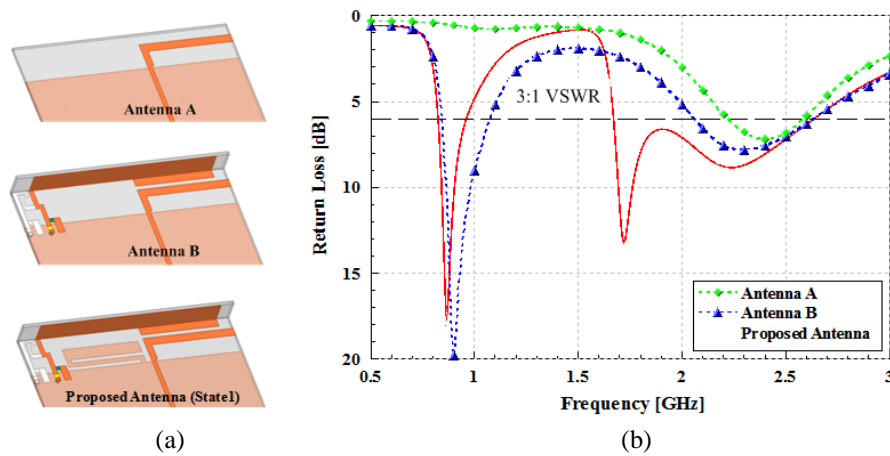 Antenna A
Antenna B
Proposed Antenna (State1)
(a)
Return Loss [dB]
0
5
10
15
20
3:1 VSWR
Antenna A
Antenna B
Proposed Antenna
0.5 1 1.5 2 2.5 3
Frequency [GHz]
(b)